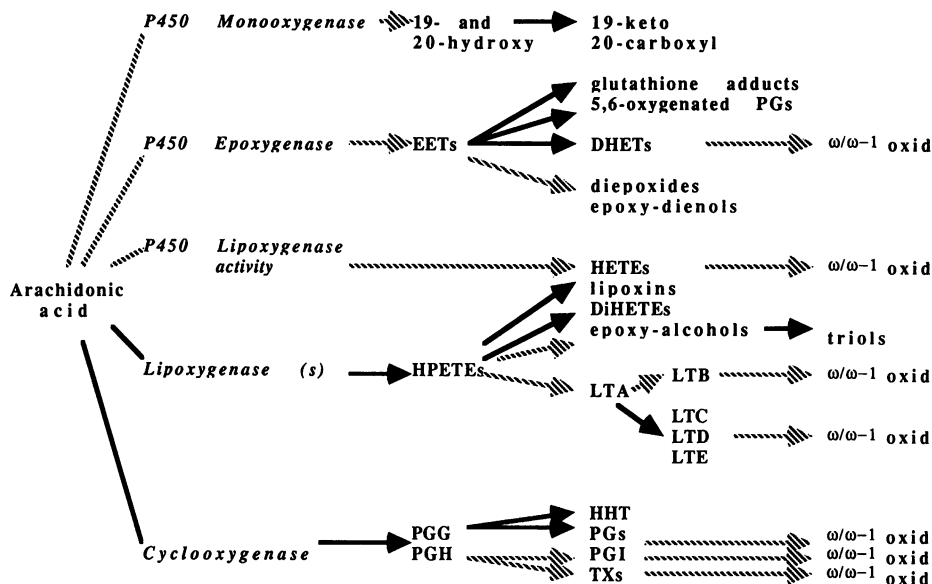 P450 Monooxygenase 19- and 19-keto
20-hydroxy 20-carboxyl
glutathione adducts
5,6-oxygenated PGs
P450 Epoxygenase EETs DHETs ω/ω-1 oxid
diepoxides
epoxy-dienols
P450 Lipoxygenase
activity
HETEs ω/ω-1 oxid
Arachidonic
acid
lipoxins
DiHETEs
epoxy-alcohols triols
Lipoxygenase (s) HPETEs
LTA LTB ω/ω-1 oxid
LTC
LTD ω/ω-1 oxid
LTE
HHT
PGG PGs ω/ω-1 oxid
Cyclooxygenase PGH PGI ω/ω-1 oxid
TXs ω/ω-1 oxid